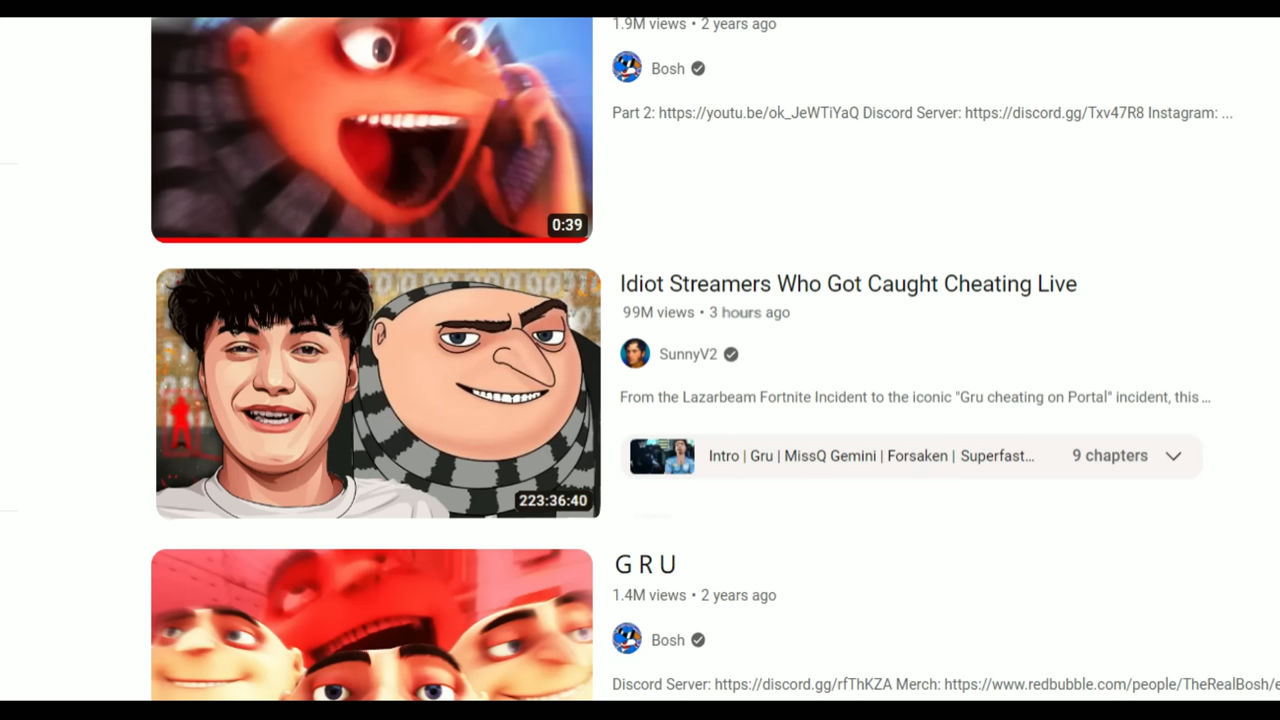 1.9M views • 2 years ago
Bosh
Part 2: https://youtu.be/ok_JeWTiYaQ Discord Server: https://discord.gg/Txv47R8 Instagram: ...
0:39
Idiot Streamers Who Got Caught Cheating Live
99M views • 3 hours ago
SunnyV2
From the Lazarbeam Fortnite Incident to the iconic "Gru cheating on Portal" incident, this ...
Intro | Gru | MissQ Gemini | Forsaken | Superfast... 9 chapters
223:36:40
G R U
1.4M views • 2 years ago
Bosh
Discord Server: https://discord.gg/rfThKZA Merch: https://www.redbubble.com/people/TheRealBosh/e